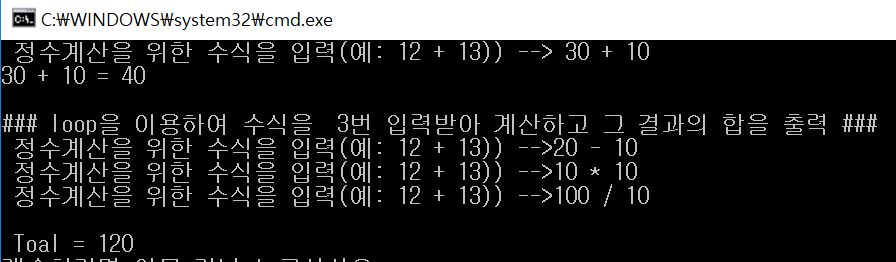 C:\WINDOWS\system32\cmd.exe
정수계산을 위한 수식을 입력(예: 12 + 13)) --> 30 + 10
30 + 10 = 40
### loop을 이용하여 수식을 3번 입력받아 계산하고 그 결과의 합을 출력 ###
정수계산을 위한 수식을 입력(예: 12 + 13)) -->20 - 10
정수계산을 위한 수식을 입력(예: 12 + 13)) -->10 * 10
정수계산을 위한 수식을 입력(예: 12 + 13)) -->100 / 10
Toal = 120